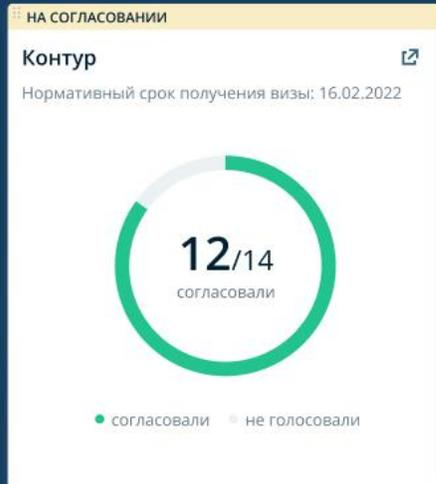 НА СОГЛАСОВАНИИ
Контур
Нормативный срок получения визы: 16.02.2022
12/14
согласовали
согласовали не голосовали